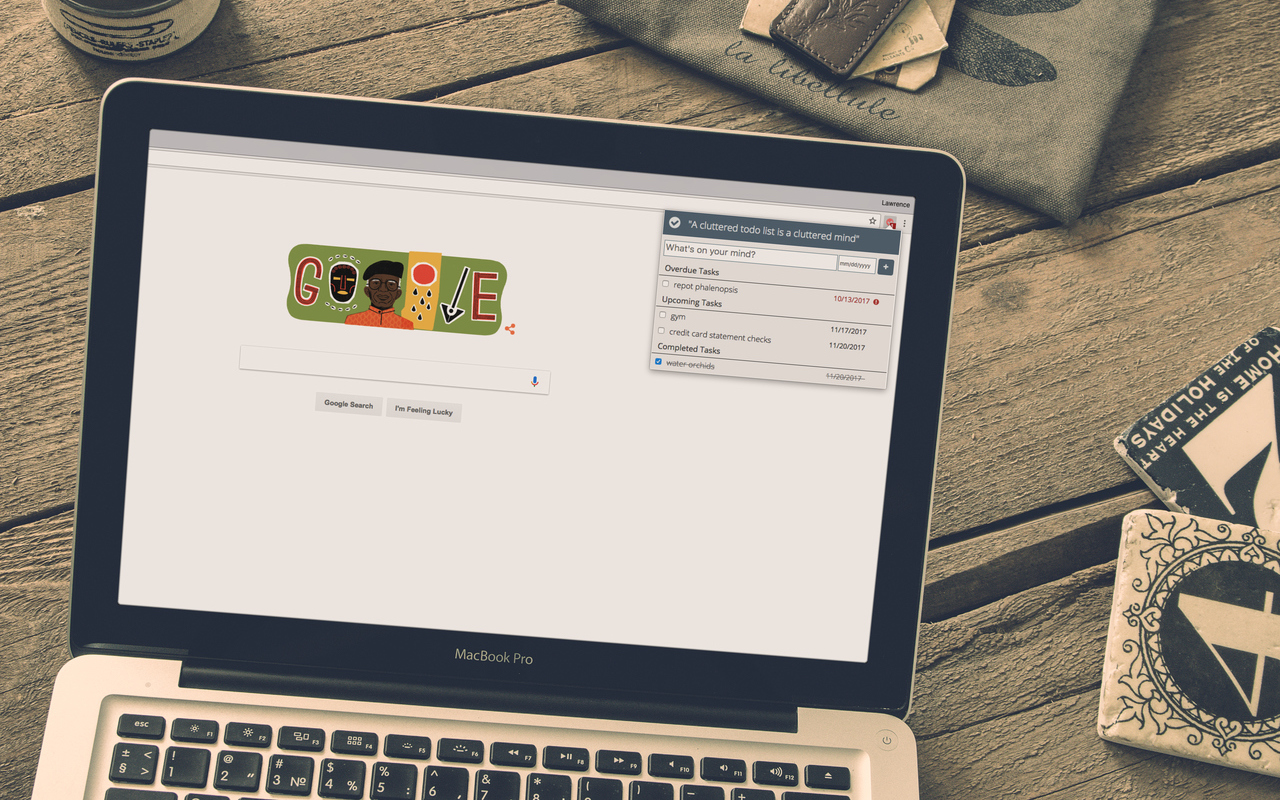 la libellule
Lawrence
"A cluttered todo list is a cluttered mind"
What's on your mind?
mm/dd/yyyy
+
Overdue Tasks
repot phalenopsis 10/13/2017
Upcoming Tasks
gym 11/17/2017
credit card statement checks 11/20/2017
Completed Tasks
water orchids 11/20/2017
Google Search
I'm Feeling Lucky
HOME IS THE HEART
OF THE HOLIDAYS
MacBook Pro
esc
F1
F2
F3
F4
F5
F6
F7
F8
F9
F10
F11
F12
± <
§ >
!
1
@
2 "
#
3 №
$
4 %
%
5 :
^
6 ,
&
7 .
*
8 ;